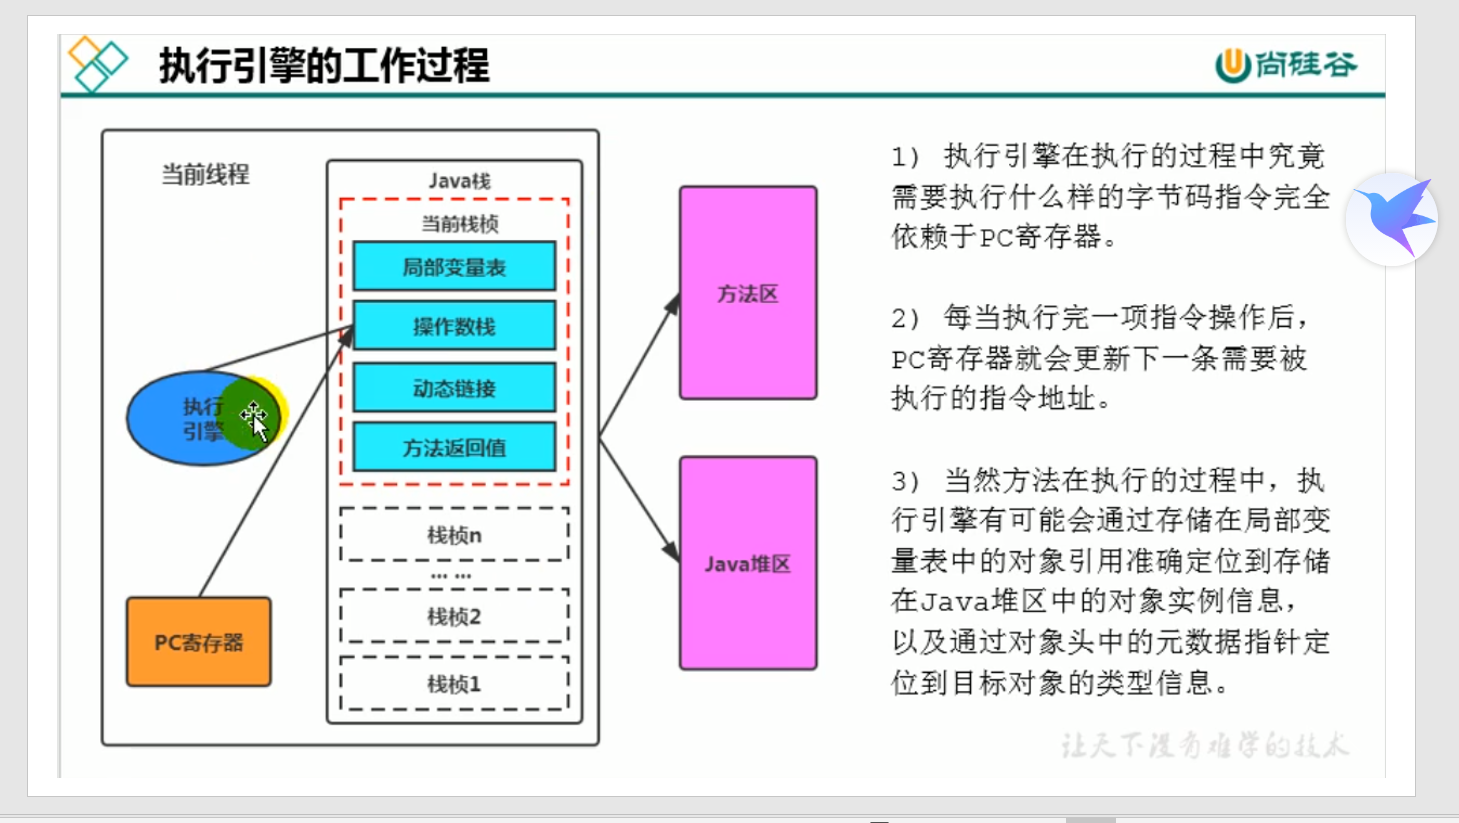 执行引擎的工作过程
尚硅谷
当前线程
Java栈
当前栈桢
局部变量表
操作数栈
动态链接
方法返回值
栈桢n
... ...
栈桢2
栈桢1
执行
引擎
PC寄存器
方法区
Java堆区
1) 执行引擎在执行的过程中究竟
需要执行什么样的字节码指令完全
依赖于PC寄存器。
2) 每当执行完一项指令操作后，
PC寄存器就会更新下一条需要被
执行的指令地址。
3) 当然方法在执行的过程中，执
行引擎有可能会通过存储在局部变
量表中的对象引用准确定位到存储
在Java堆区中的对象实例信息，
以及通过对象头中的元数据指针定
位到目标对象的类型信息。
让天下没有难学的技术